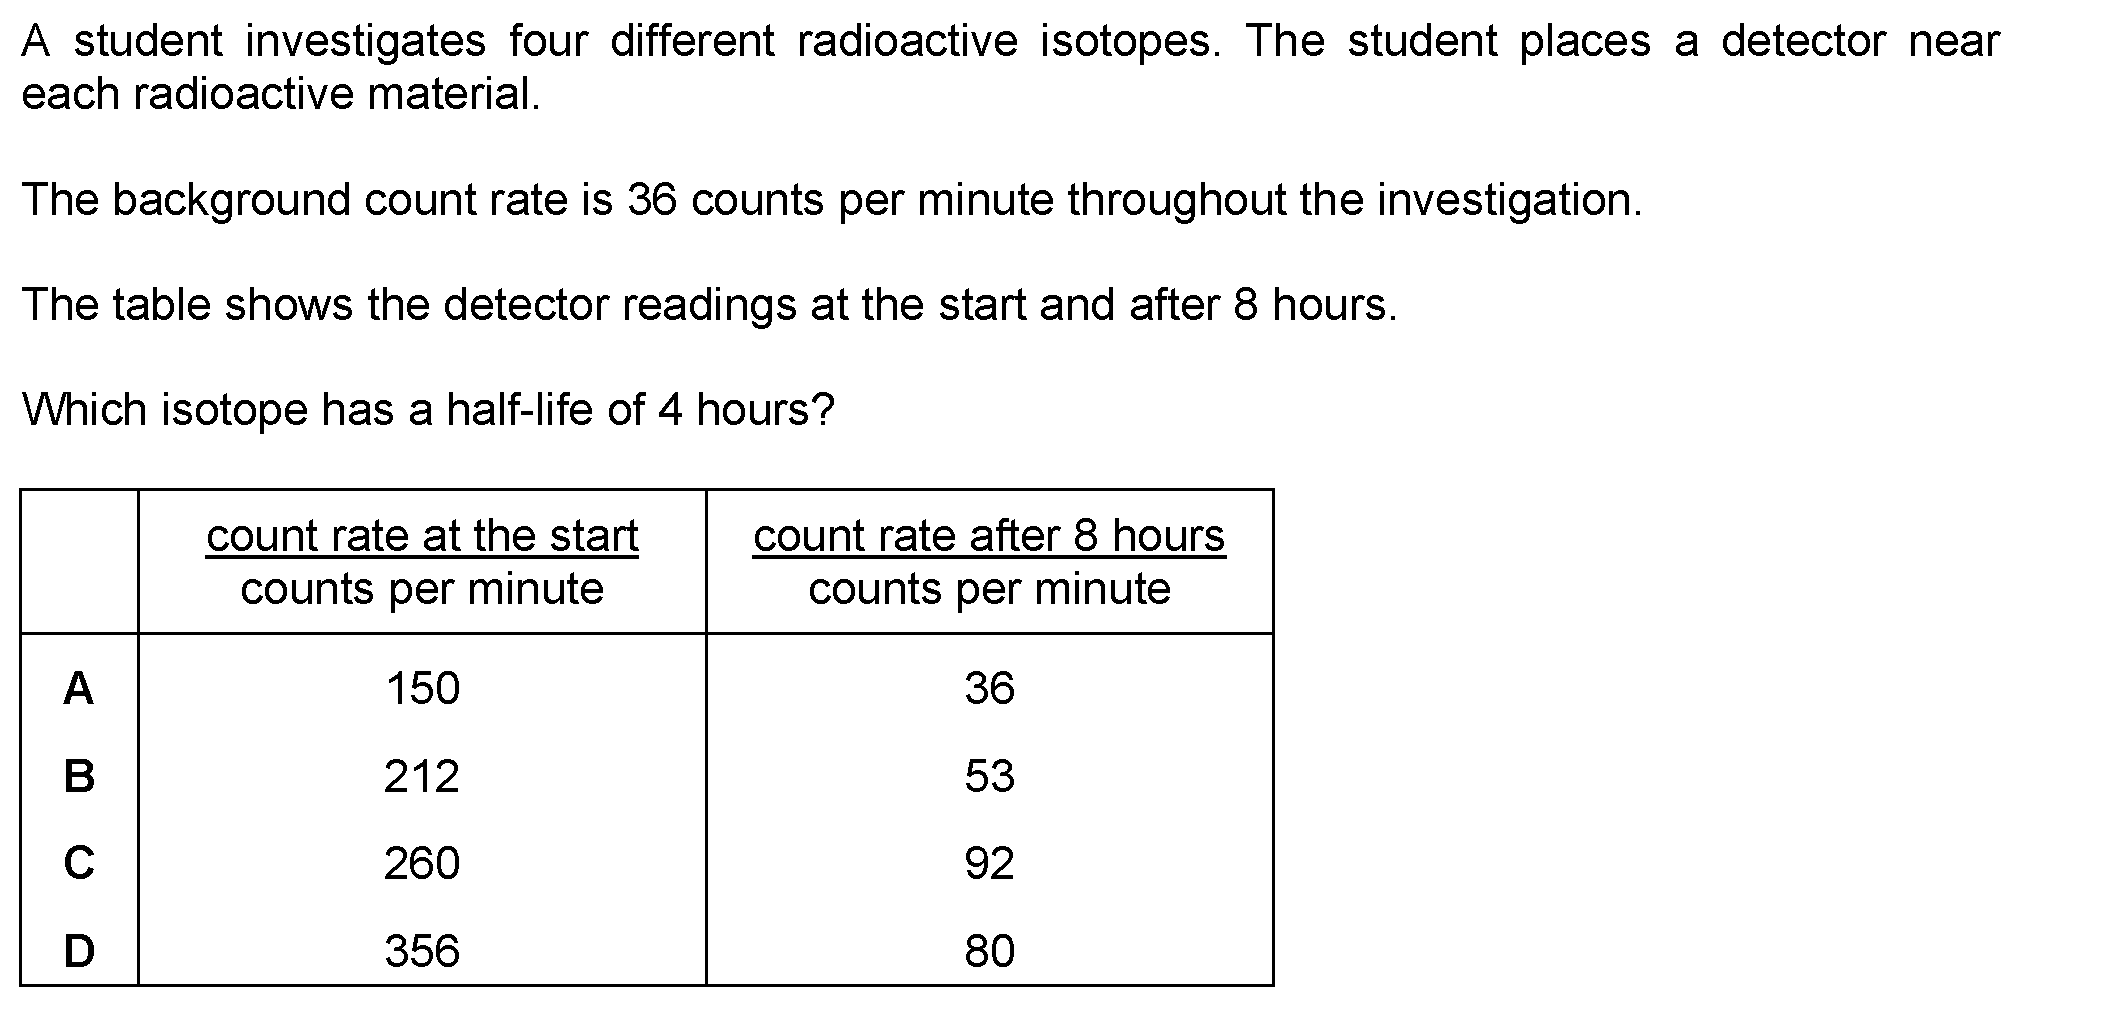 A student investigates four different radioactive isotopes. The student places a detector near
each radioactive material.
The background count rate is 36 counts per minute throughout the investigation.
The table shows the detector readings at the start and after 8 hours.
Which isotope has a half-life of 4 hours?
count rate at the start count rate after 8 hours
counts per minute counts per minute
A 150 36
B 212 53
C 260 92
D 356 80